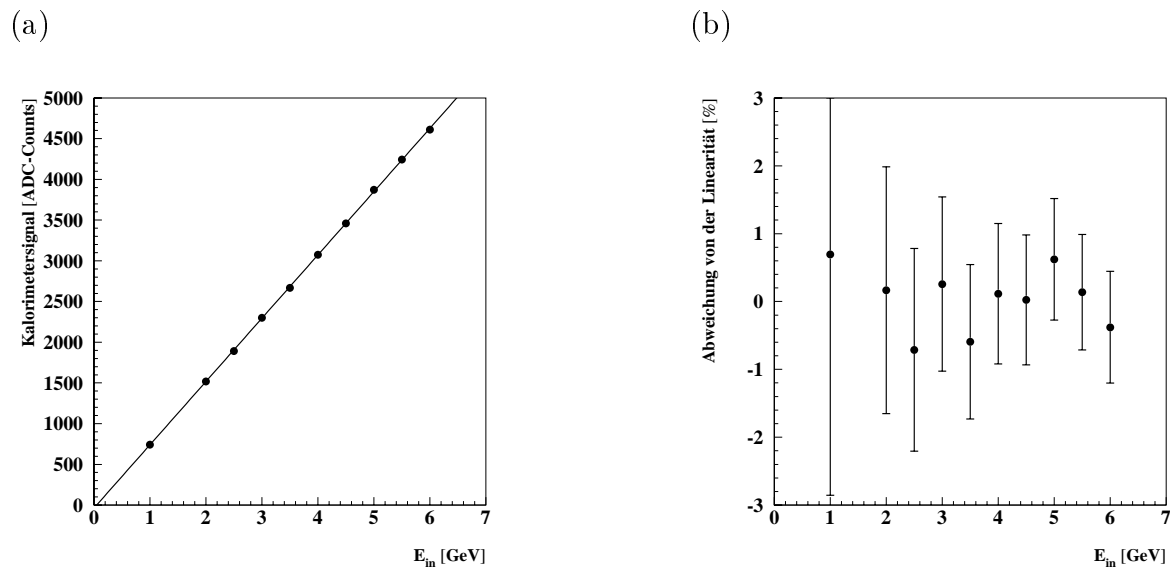 (a)
(b)
Kalorimetersignal [ADC-Counts]
5000
4500
4000
3500
3000
2500
2000
1500
1000
500
0
0 1 2 3 4 5 6 7
E_in [GeV]
Abweichung von der Linearität [%]
3
2
1
0
-1
-2
-3
0 1 2 3 4 5 6 7
E_in [GeV]